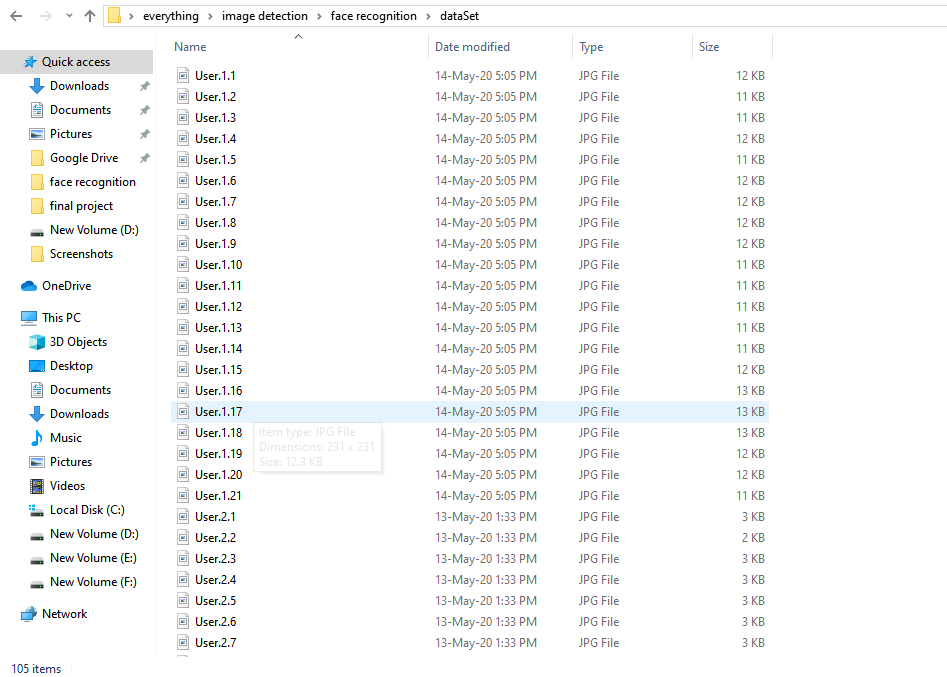 everything > image detection > face recognition > dataSet
Name Date modified Type Size
Quick access
Downloads
Documents
Pictures
Google Drive
face recognition
final project
New Volume (D:)
Screenshots
OneDrive
This PC
3D Objects
Desktop
Documents
Downloads
Music
Pictures
Videos
Local Disk (C:)
New Volume (D:)
New Volume (E:)
New Volume (F:)
Network
User.1.1 14-May-20 5:05 PM JPG File 12 KB
User.1.2 14-May-20 5:05 PM JPG File 11 KB
User.1.3 14-May-20 5:05 PM JPG File 11 KB
User.1.4 14-May-20 5:05 PM JPG File 12 KB
User.1.5 14-May-20 5:05 PM JPG File 11 KB
User.1.6 14-May-20 5:05 PM JPG File 12 KB
User.1.7 14-May-20 5:05 PM JPG File 12 KB
User.1.8 14-May-20 5:05 PM JPG File 12 KB
User.1.9 14-May-20 5:05 PM JPG File 12 KB
User.1.10 14-May-20 5:05 PM JPG File 11 KB
User.1.11 14-May-20 5:05 PM JPG File 11 KB
User.1.12 14-May-20 5:05 PM JPG File 11 KB
User.1.13 14-May-20 5:05 PM JPG File 11 KB
User.1.14 14-May-20 5:05 PM JPG File 11 KB
User.1.15 14-May-20 5:05 PM JPG File 12 KB
User.1.16 14-May-20 5:05 PM JPG File 13 KB
User.1.17 14-May-20 5:05 PM JPG File 13 KB
User.1.18 14-May-20 5:05 PM JPG File 13 KB
User.1.19 14-May-20 5:05 PM JPG File 12 KB
User.1.20 14-May-20 5:05 PM JPG File 12 KB
User.1.21 14-May-20 5:05 PM JPG File 11 KB
User.2.1 13-May-20 1:33 PM JPG File 3 KB
User.2.2 13-May-20 1:33 PM JPG File 2 KB
User.2.3 13-May-20 1:33 PM JPG File 3 KB
User.2.4 13-May-20 1:33 PM JPG File 3 KB
User.2.5 13-May-20 1:33 PM JPG File 3 KB
User.2.6 13-May-20 1:33 PM JPG File 3 KB
User.2.7 13-May-20 1:33 PM JPG File 3 KB
Item type: JPG File
Dimensions: 231 x 231
Size: 12.3 KB
105 items